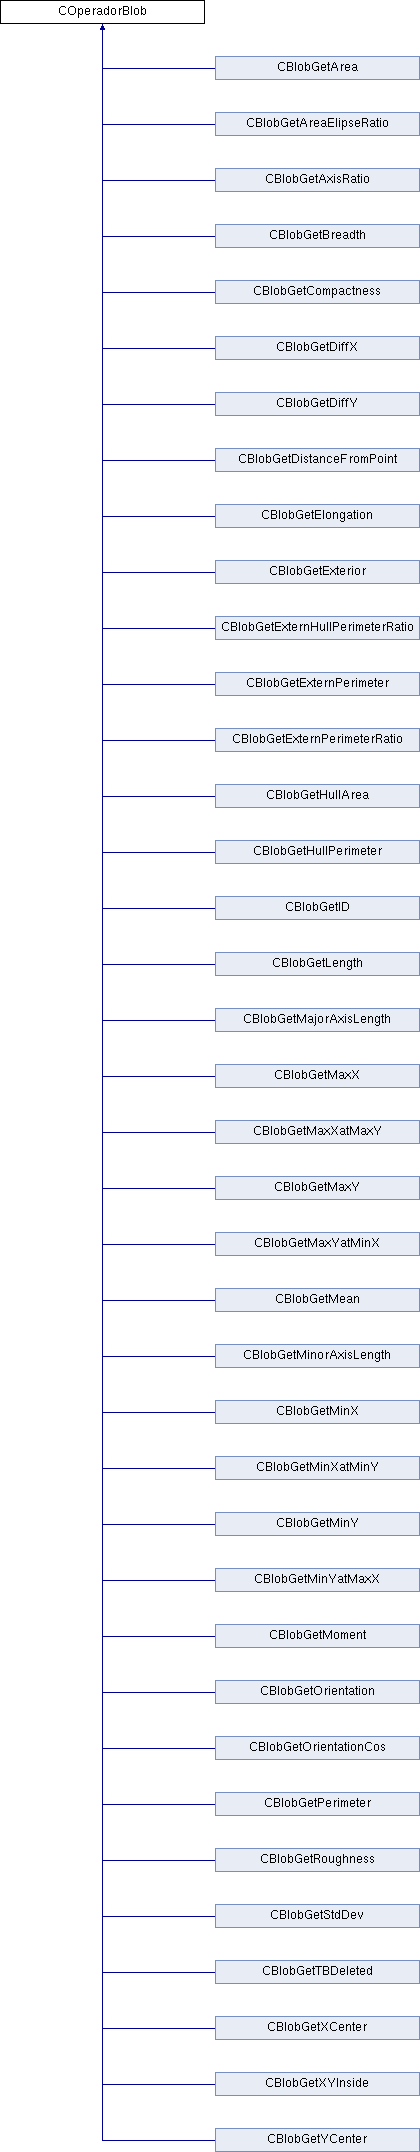 COperadorBlob
CBlobGetArea
CBlobGetAreaElipseRatio
CBlobGetAxisRatio
CBlobGetBreadth
CBlobGetCompactness
CBlobGetDiffX
CBlobGetDiffY
CBlobGetDistanceFromPoint
CBlobGetElongation
CBlobGetExterior
CBlobGetExternHullPerimeterRatio
CBlobGetExternPerimeter
CBlobGetExternPerimeterRatio
CBlobGetHullArea
CBlobGetHullPerimeter
CBlobGetID
CBlobGetLength
CBlobGetMajorAxisLength
CBlobGetMaxX
CBlobGetMaxXatMaxY
CBlobGetMaxY
CBlobGetMaxYatMinX
CBlobGetMean
CBlobGetMinorAxisLength
CBlobGetMinX
CBlobGetMinXatMinY
CBlobGetMinY
CBlobGetMinYatMaxX
CBlobGetMoment
CBlobGetOrientation
CBlobGetOrientationCos
CBlobGetPerimeter
CBlobGetRoughness
CBlobGetStdDev
CBlobGetTBDeleted
CBlobGetXCenter
CBlobGetXYInside
CBlobGetYCenter